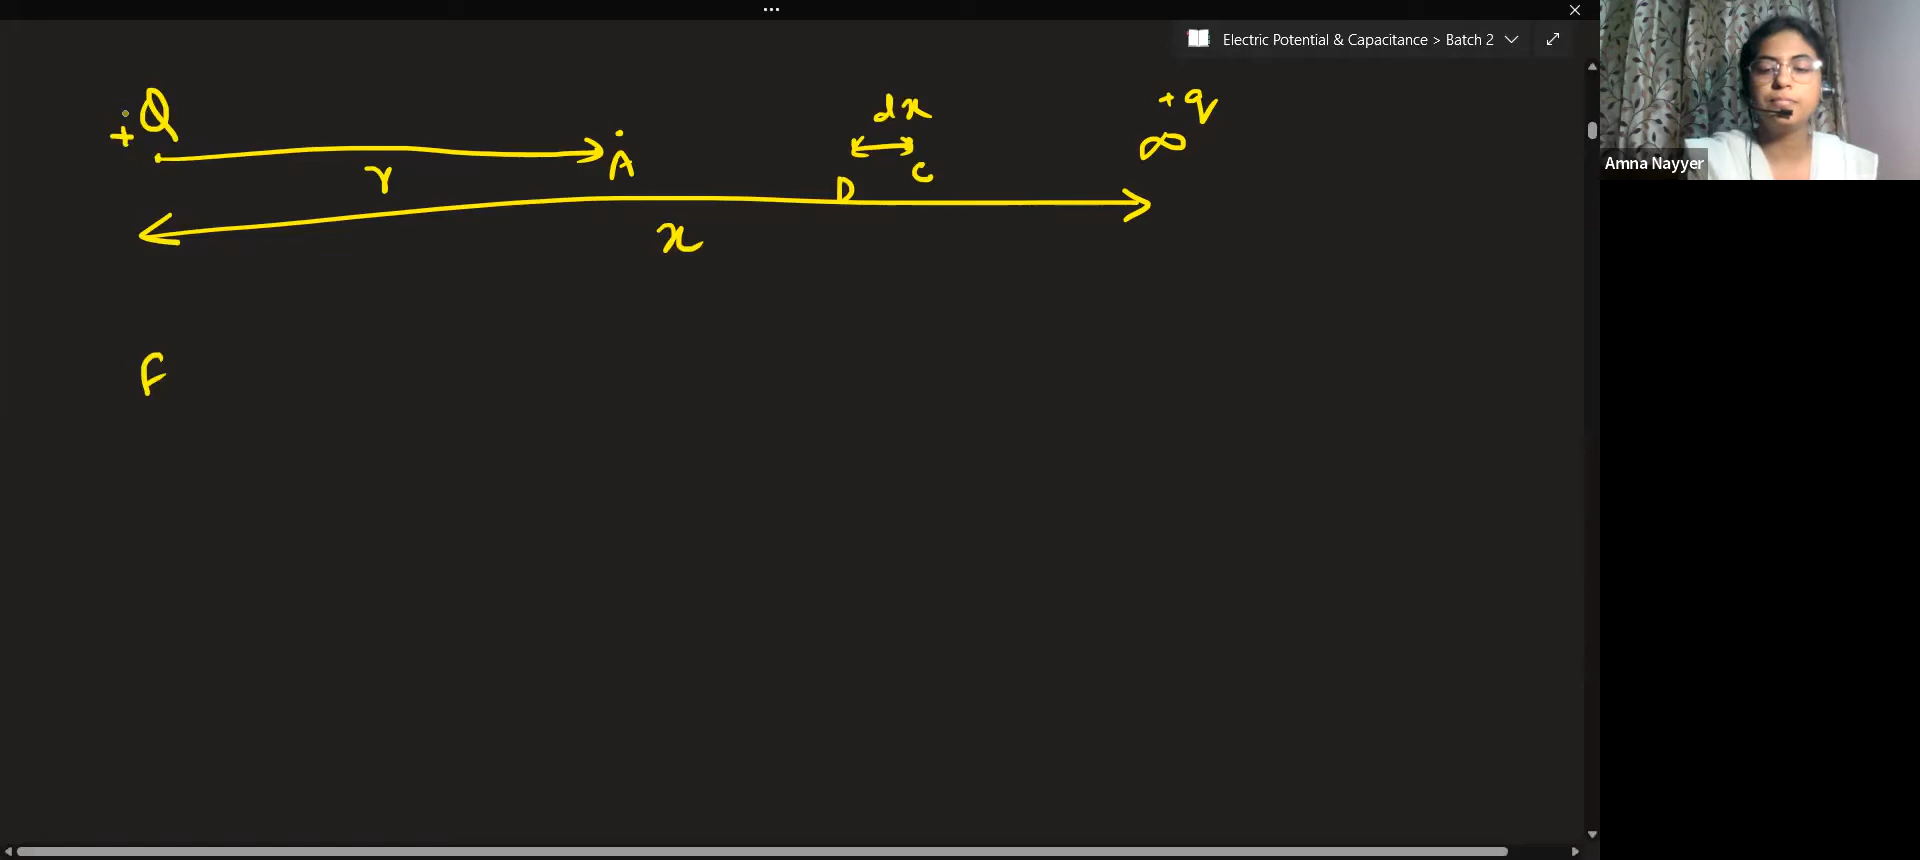 Electric Potential & Capacitance > Batch 2
+Q
r
A
dx
D
C
+q
∞
x
F
Amna Nayyer